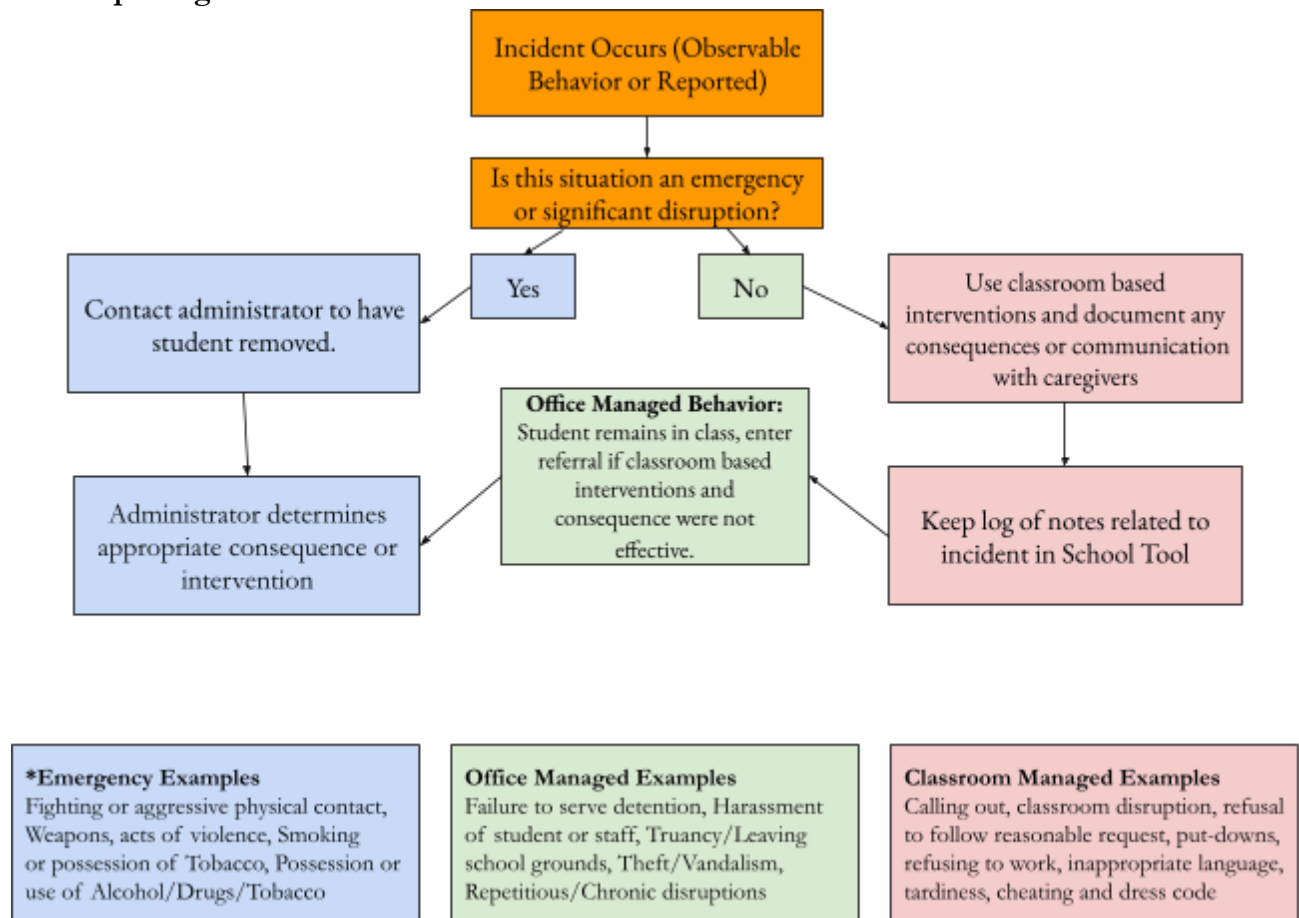 Incident Occurs (Observable
Behavior or Reported)
Is this situation an emergency
or significant disruption?
Yes
No
Contact administrator to have
student removed.
Use classroom based
interventions and document any
consequences or communication
with caregivers
Office Managed Behavior:
Student remains in class, enter
referral if classroom based
interventions and
consequence were not
effective.
Administrator determines
appropriate consequence or
intervention
Keep log of notes related to
incident in School Tool
*Emergency Examples
Fighting or aggressive physical contact,
Weapons, acts of violence, Smoking
or possession of Tobacco, Possession or
use of Alcohol/Drugs/Tobacco
Office Managed Examples
Failure to serve detention, Harassment
of student or staff, Truancy/Leaving
school grounds, Theft/Vandalism,
Repetitious/Chronic disruptions
Classroom Managed Examples
Calling out, classroom disruption, refusal
to follow reasonable request, put-downs,
refusing to work, inappropriate language,
tardiness, cheating and dress code